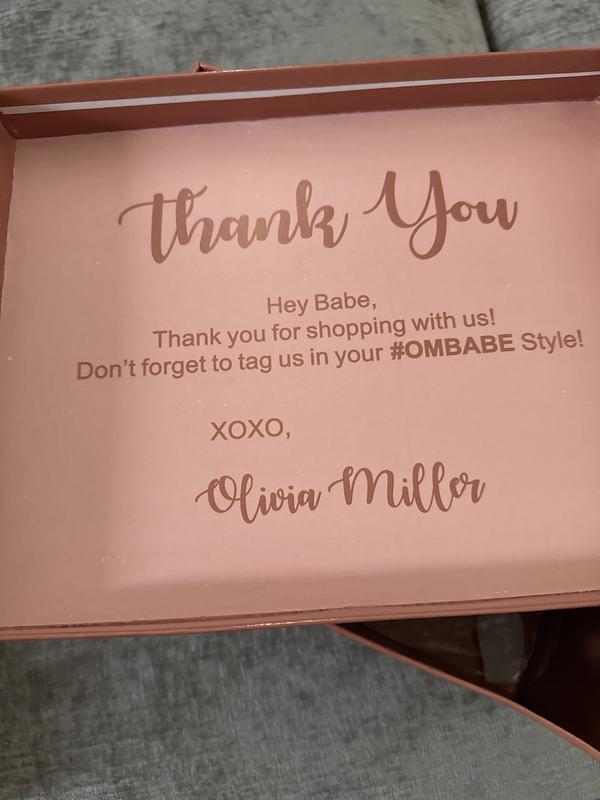 Thank You
Hey Babe,
Thank you for shopping with us!
Don't forget to tag us in your #OMBABE Style!
XOXO,
Olivia Miller